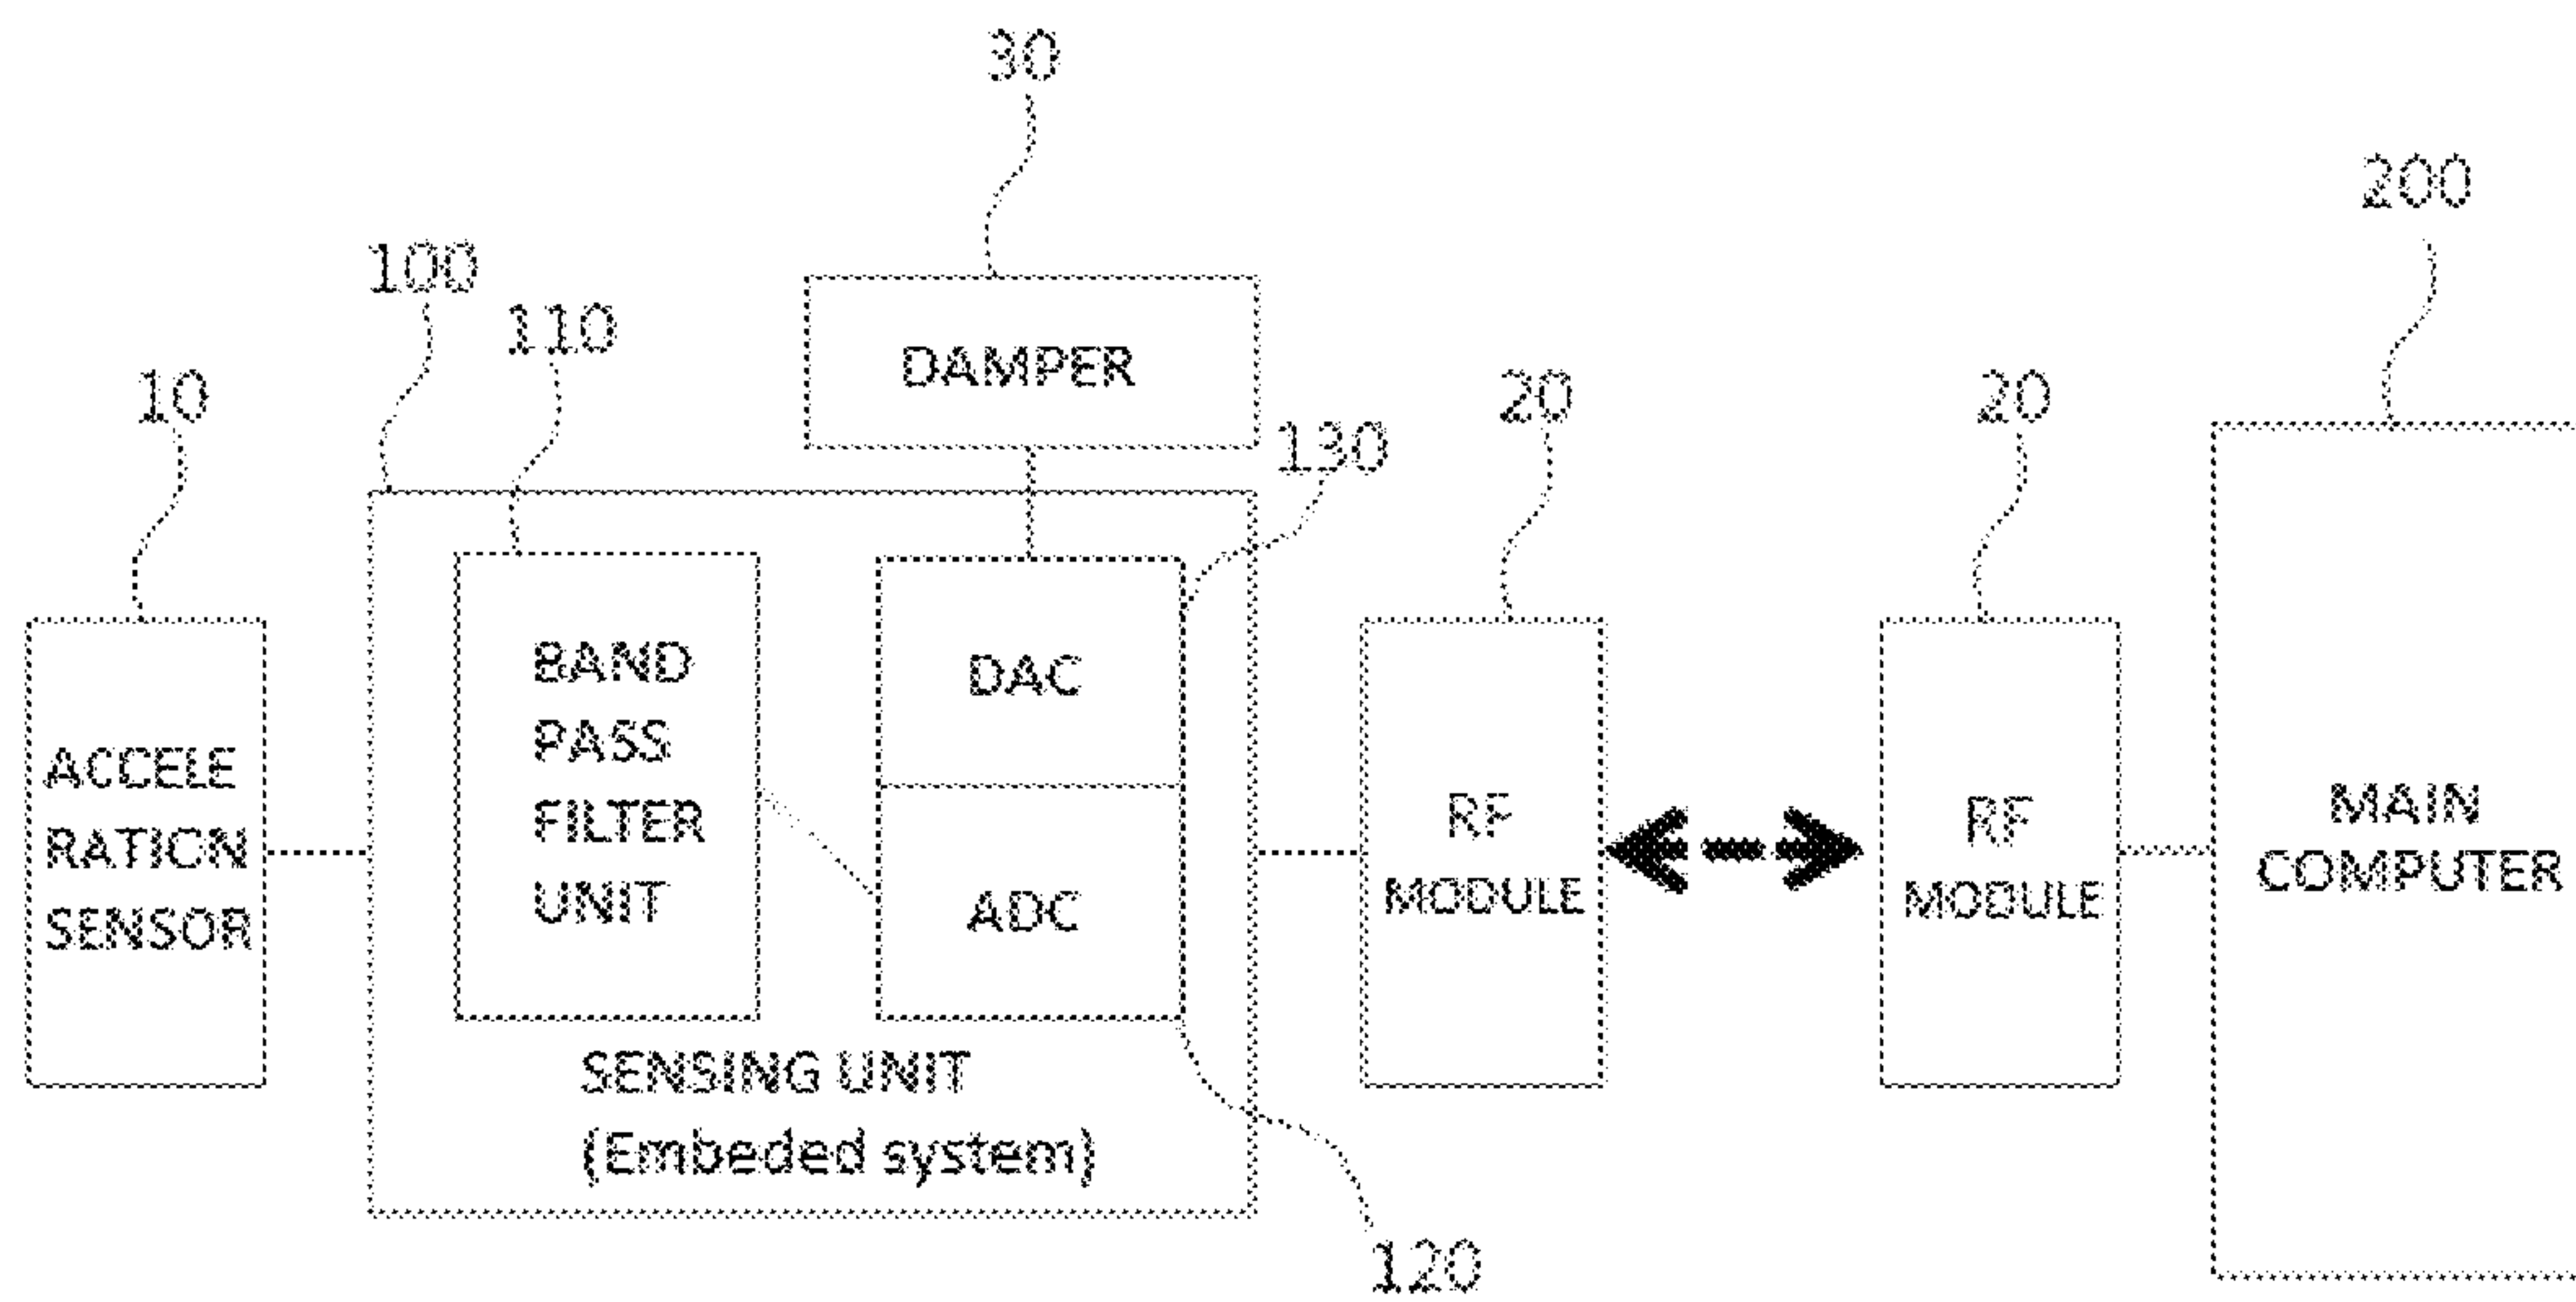 30
200
100
110
10
DAMPER
20
20
130
BAND
PASS
FILTER
UNIT
DAC
ADC
ACCELE
RATION
SENSOR
RF
MODULE
RF
MODULE
MAIN
COMPUTER
SENSING UNIT
(Embeded system)
120